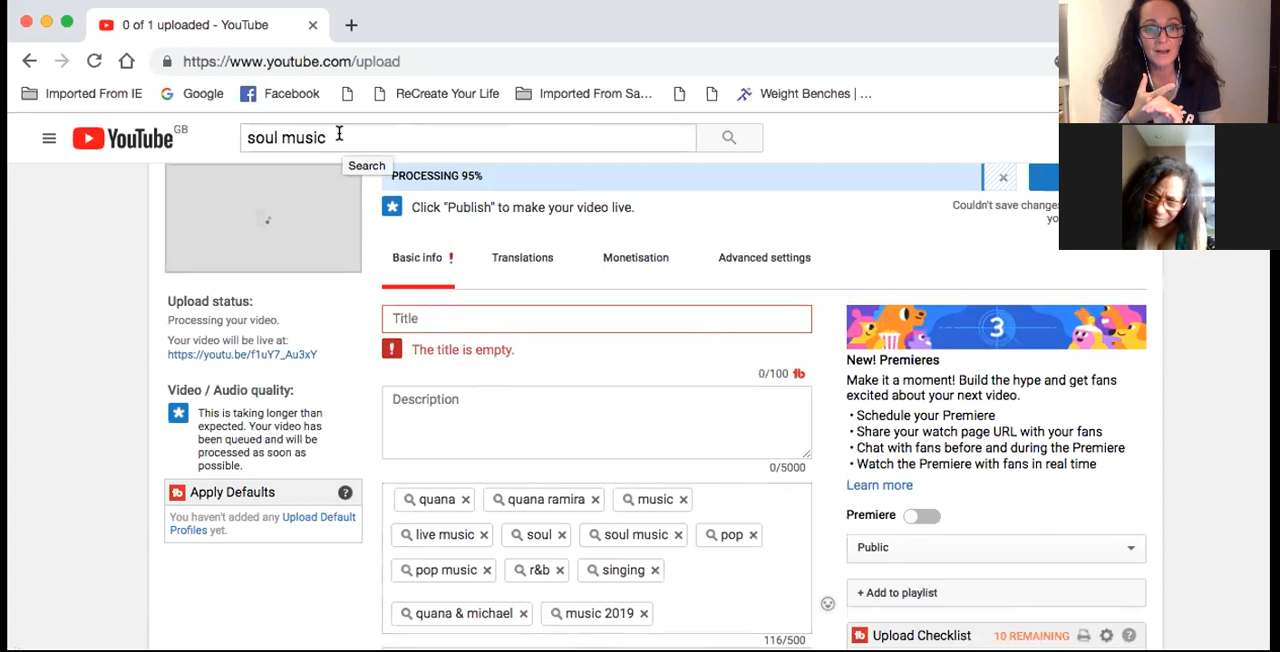 0 of 1 uploaded - YouTube
https://www.youtube.com/upload
Imported From IE
Google
Facebook
ReCreate Your Life
Imported From Sa...
Weight Benches | ...
YouTube GB
soul music
Search
PROCESSING 95%
Click "Publish" to make your video live.
Couldn't save changes
yo
Basic info !
Translations
Monetisation
Advanced settings
Upload status:
Processing your video.
Your video will be live at:
https://youtu.be/f1uY7_Au3xY
Video / Audio quality:
This is taking longer than
expected. Your video has
been queued and will be
processed as soon as
possible.
tb Apply Defaults ?
You haven't added any Upload Default
Profiles yet.
Title
! The title is empty.
0/100 tb
Description
0/5000
quana
quana ramira
music
live music
soul
soul music
pop
pop music
r&b
singing
quana & michael
music 2019
116/500
3
New! Premieres
Make it a moment! Build the hype and get fans
excited about your next video.
• Schedule your Premiere
• Share your watch page URL with your fans
• Chat with fans before and during the Premiere
• Watch the Premiere with fans in real time
Learn more
Premiere
Public
+ Add to playlist
tb Upload Checklist 10 REMAINING ?